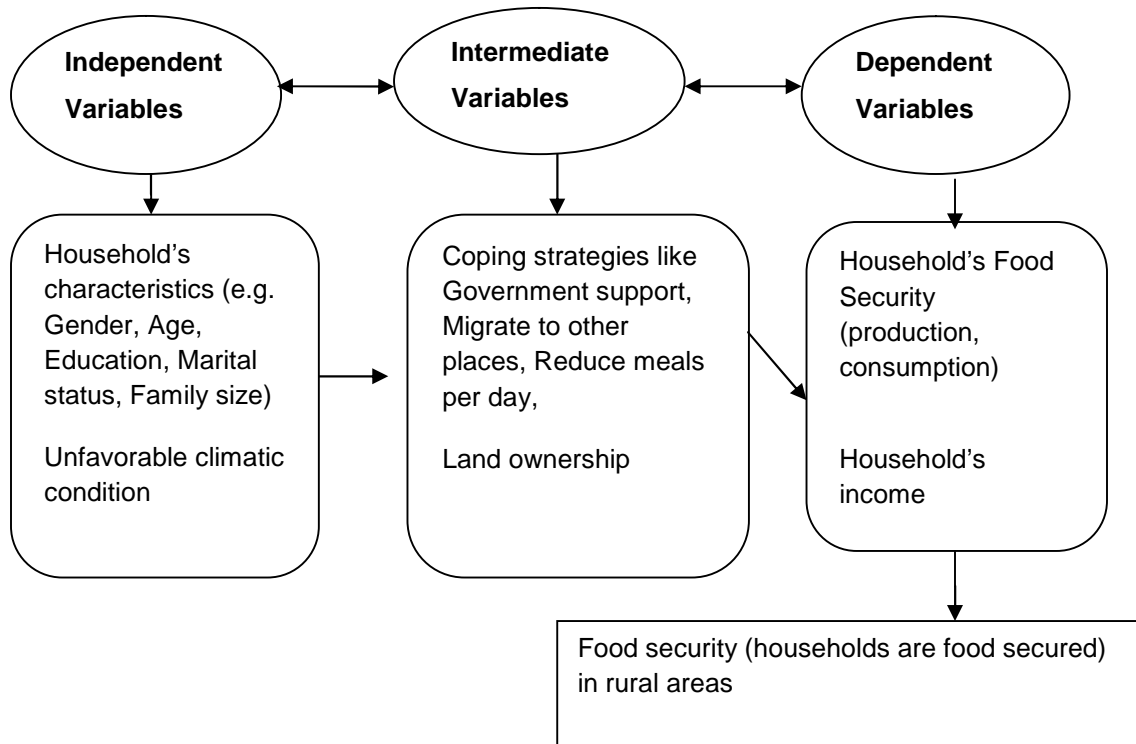 Independent
Variables
Intermediate
Variables
Dependent
Variables
Household’s
characteristics (e.g.
Gender, Age,
Education, Marital
status, Family size)
Unfavorable climatic
condition
Coping strategies like
Government support,
Migrate to other
places, Reduce meals
per day,
Land ownership
Household’s Food
Security
(production,
consumption)
Household’s
income
Food security (households are food secured)
in rural areas